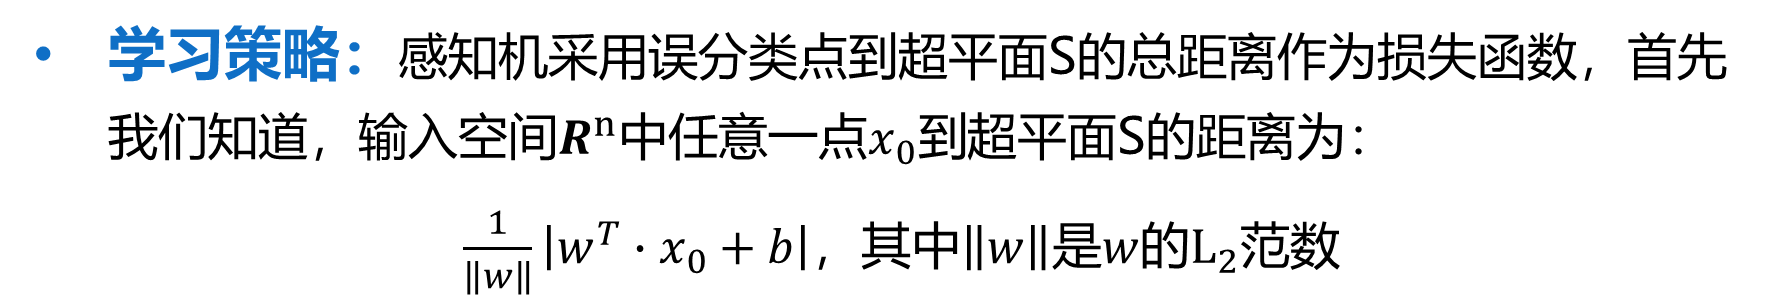 • 学习策略：感知机采用误分类点到超平面S的总距离作为损失函数，首先
我们知道，输入空间Rⁿ中任意一点x₀到超平面S的距离为：
1/‖w‖ |wᵀ · x₀ + b|，其中‖w‖是w的L₂范数